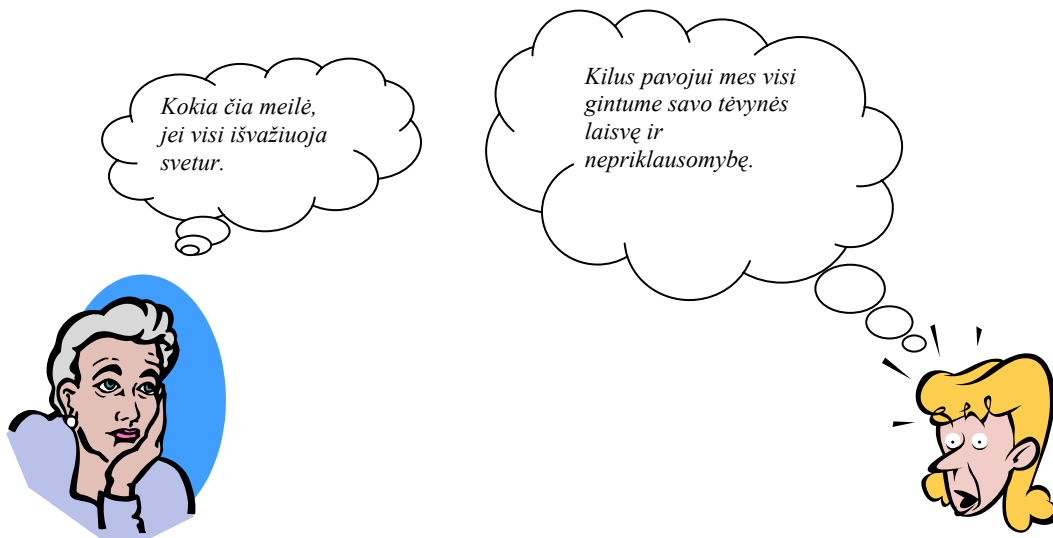 Kokia čia meilė,
jei visi išvažiuoja
svetur.
Kilus pavojui mes visi
gintume savo tėvynės
laisvę ir
nepriklausomybę.